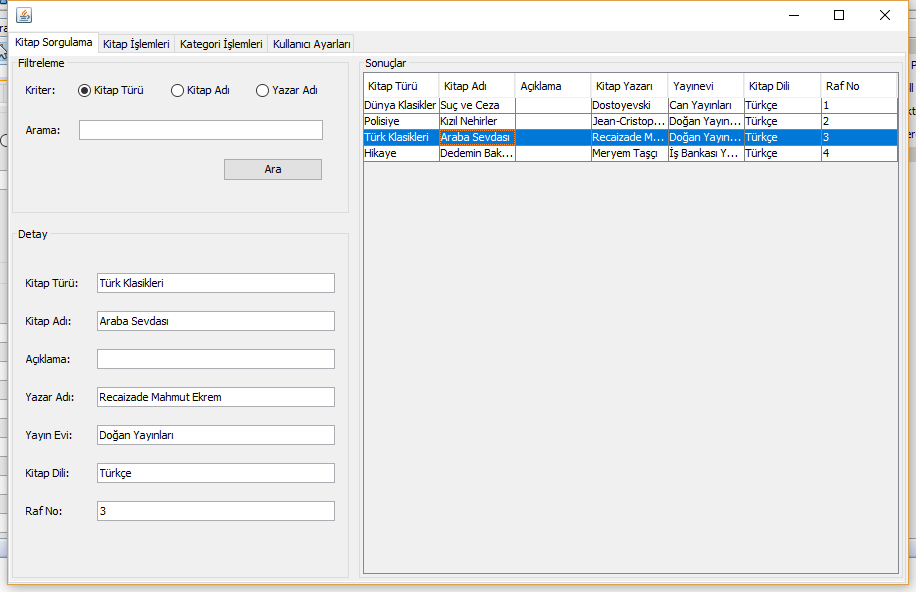 Kitap Sorgulama Kitap İşlemleri Kategori İşlemleri Kullanıcı Ayarları
Filtreleme
Kriter: Kitap Türü Kitap Adı Yazar Adı
Arama:
Ara
Detay
Kitap Türü: Türk Klasikleri
Kitap Adı: Araba Sevdası
Açıklama:
Yazar Adı: Recaizade Mahmut Ekrem
Yayın Evi: Doğan Yayınları
Kitap Dili: Türkçe
Raf No: 3
Sonuçlar
Kitap Türü Kitap Adı Açıklama Kitap Yazarı Yayınevi Kitap Dili Raf No
Dünya Klasikler Suç ve Ceza Dostoyevski Can Yayınları Türkçe 1
Polisiye Kızıl Nehirler Jean-Cristop... Doğan Yayın... Türkçe 2
Türk Klasikleri Araba Sevdası Recaizade M... Doğan Yayın... Türkçe 3
Hikaye Dedemin Bak... Meryem Taşçı İş Bankası Y... Türkçe 4